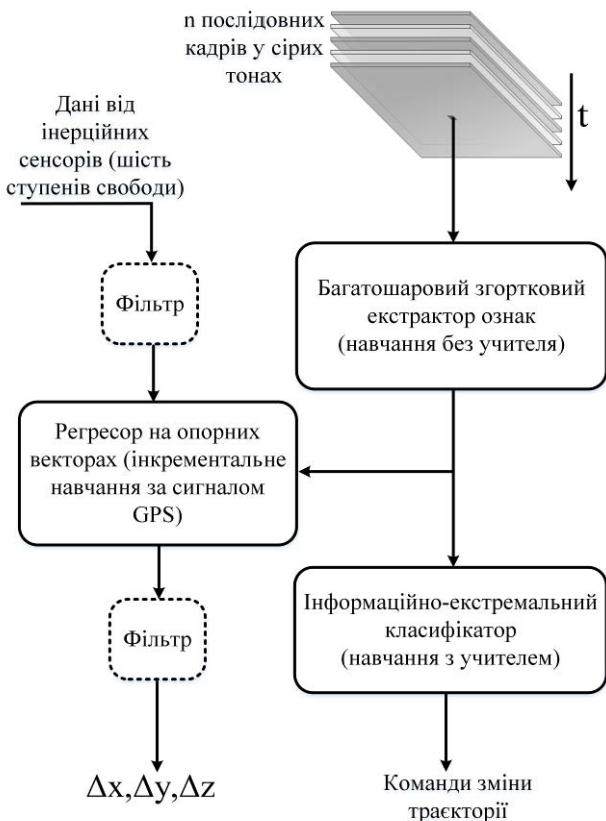 n послідовних
кадрів у сірих
тонах
t
Дані від
інерційних
сенсорів (шість
ступенів свободи)
Фільтр
Багатошаровий згортковий
екстрактор ознак
(навчання без учителя)
Регресор на опорних
векторах (інкрементальне
навчання за сигналом
GPS)
Фільтр
Інформаційно-екстремальний
класифікатор
(навчання з учителем)
Δx,Δy,Δz
Команди зміни
траєкторії